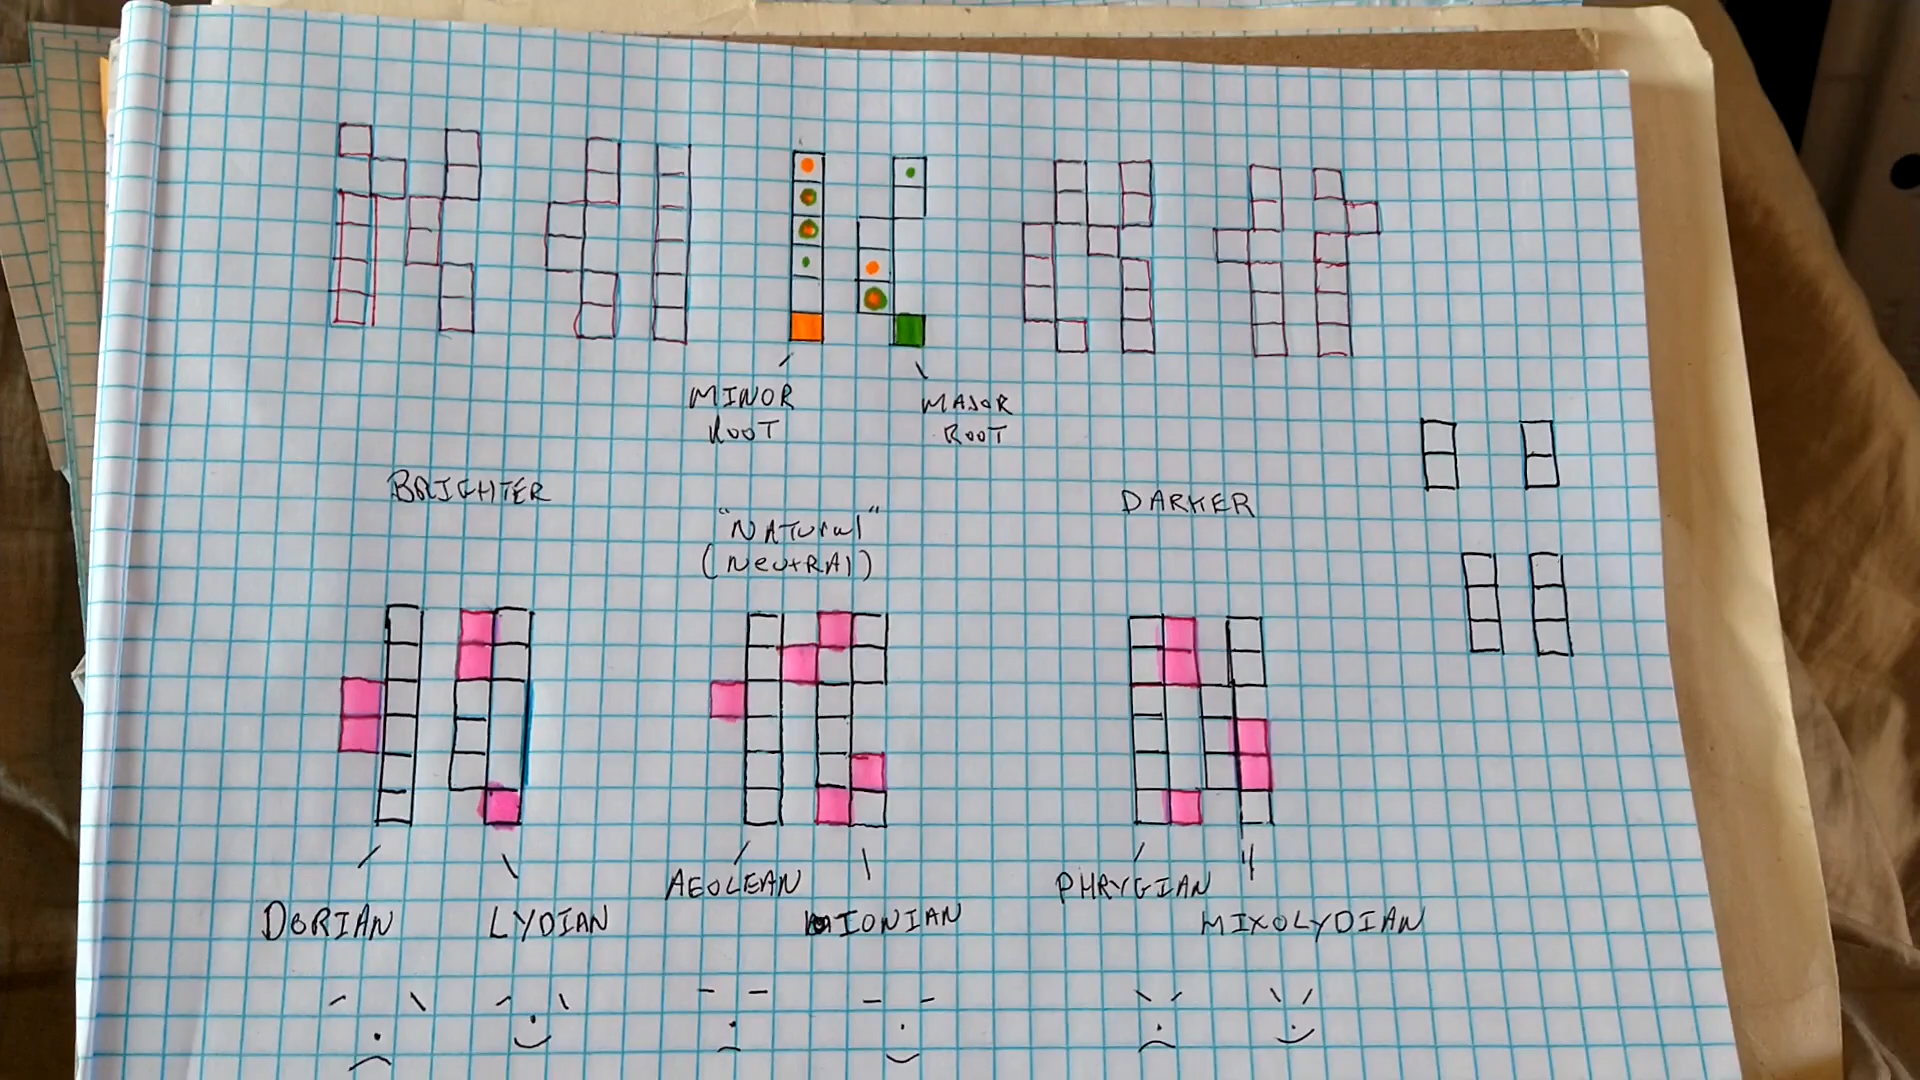 MINOR
ROOT
MAJOR
ROOT
BRIGHTER
"NATural"
(NeutRAl)
DARKER
DORIAN
LYDIAN
AEOLEAN
IONIAN
PHRYGIAN
MIXOLYDIAN